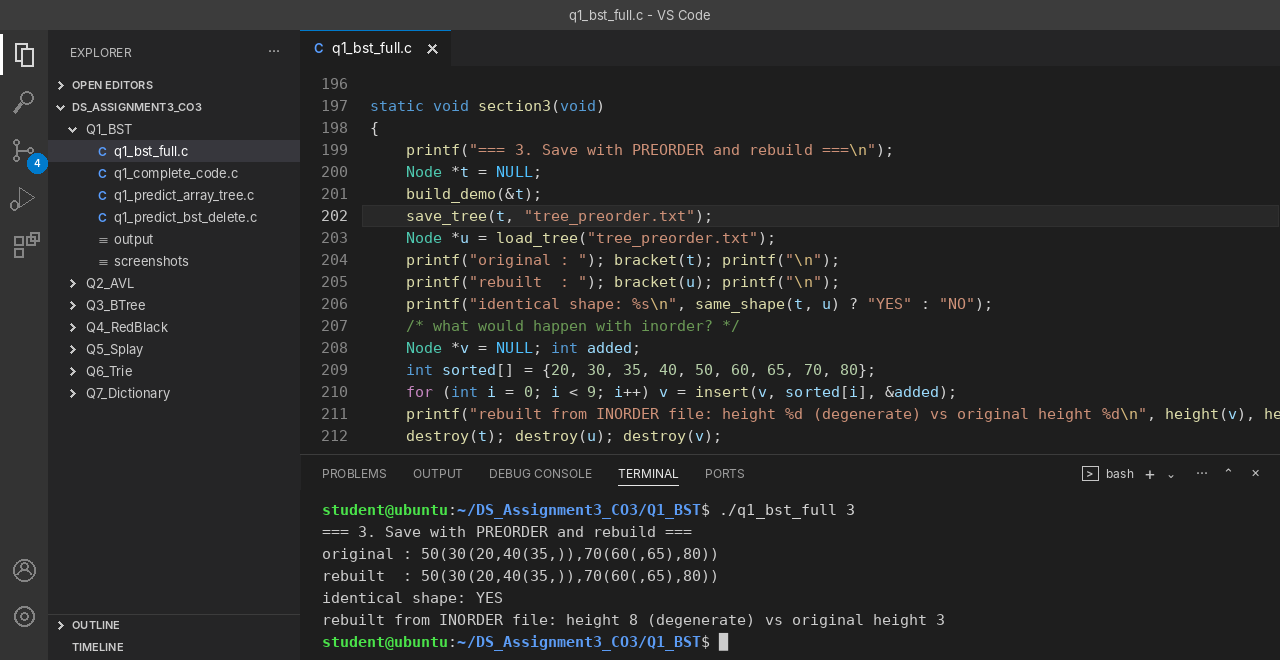 q1_bst_full.c - VS Code
EXPLORER
OPEN EDITORS
DS_ASSIGNMENT3_CO3
Q1_BST
C q1_bst_full.c
C q1_complete_code.c
C q1_predict_array_tree.c
C q1_predict_bst_delete.c
output
screenshots
Q2_AVL
Q3_BTree
Q4_RedBlack
Q5_Splay
Q6_Trie
Q7_Dictionary
OUTLINE
TIMELINE
4
C q1_bst_full.c
196
197 static void section3(void)
198 {
199     printf("=== 3. Save with PREORDER and rebuild ===\n");
200     Node *t = NULL;
201     build_demo(&t);
202     save_tree(t, "tree_preorder.txt");
203     Node *u = load_tree("tree_preorder.txt");
204     printf("original : "); bracket(t); printf("\n");
205     printf("rebuilt  : "); bracket(u); printf("\n");
206     printf("identical shape: %s\n", same_shape(t, u) ? "YES" : "NO");
207     /* what would happen with inorder? */
208     Node *v = NULL; int added;
209     int sorted[] = {20, 30, 35, 40, 50, 60, 65, 70, 80};
210     for (int i = 0; i < 9; i++) v = insert(v, sorted[i], &added);
211     printf("rebuilt from INORDER file: height %d (degenerate) vs original height %d\n", height(v), he
212     destroy(t); destroy(u); destroy(v);
PROBLEMS OUTPUT DEBUG CONSOLE TERMINAL PORTS
bash
student@ubuntu:~/DS_Assignment3_CO3/Q1_BST$ ./q1_bst_full 3
=== 3. Save with PREORDER and rebuild ===
original : 50(30(20,40(35,)),70(60(,65),80))
rebuilt  : 50(30(20,40(35,)),70(60(,65),80))
identical shape: YES
rebuilt from INORDER file: height 8 (degenerate) vs original height 3
student@ubuntu:~/DS_Assignment3_CO3/Q1_BST$